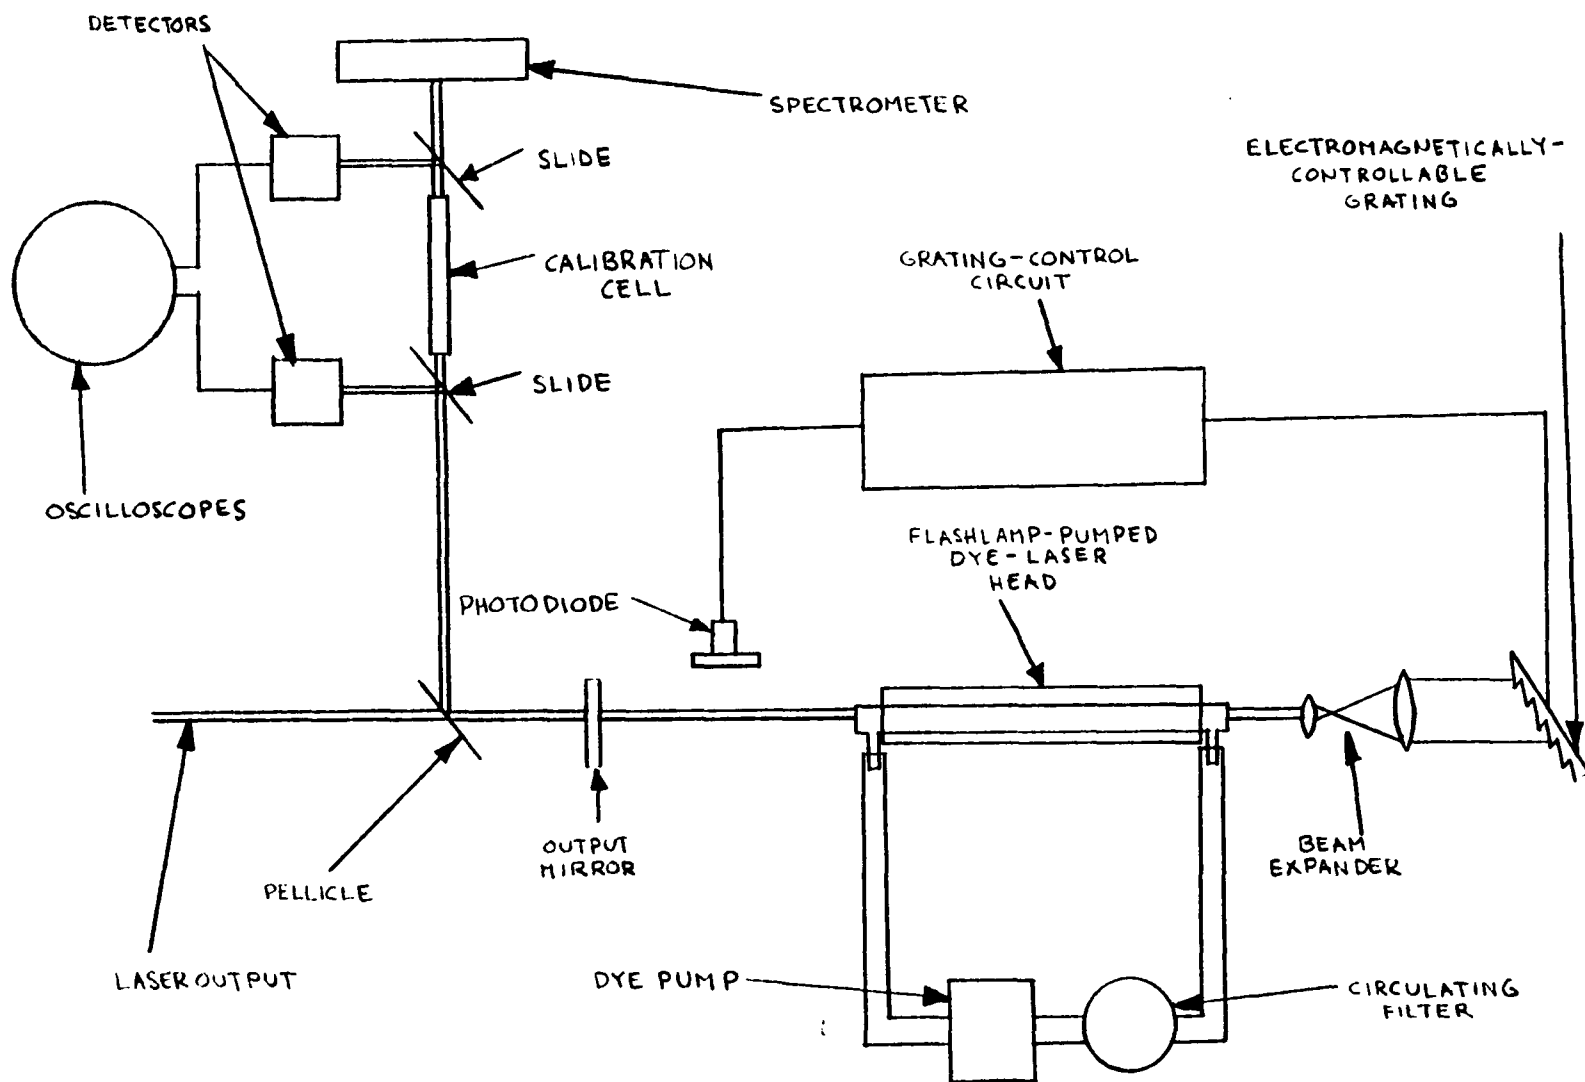 DETECTORS
SPECTROMETER
SLIDE
ELECTROMAGNETICALLY-
CONTROLLABLE
GRATING
CALIBRATION
CELL
GRATING-CONTROL
CIRCUIT
SLIDE
OSCILLOSCOPES
FLASHLAMP-PUMPED
DYE-LASER
HEAD
PHOTODIODE
OUTPUT
MIRROR
BEAM
EXPANDER
PELLICLE
LASER OUTPUT
DYE PUMP
CIRCULATING
FILTER